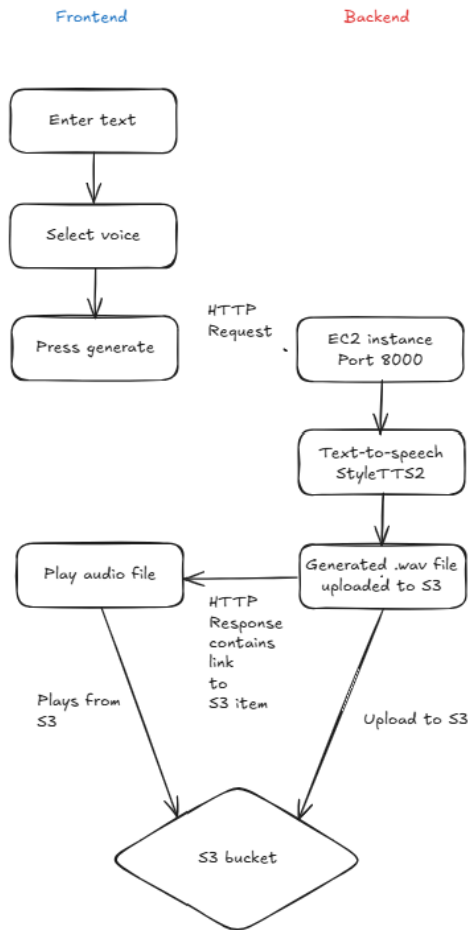 Frontend
Backend
Enter text
Select voice
Press generate
HTTP
Request
EC2 instance
Port 8000
Text-to-speech
StyleTTS2
Generated .wav file
uploaded to S3
Play audio file
HTTP
Response
contains
link
to
S3 item
Plays from
S3
Upload to S3
S3 bucket